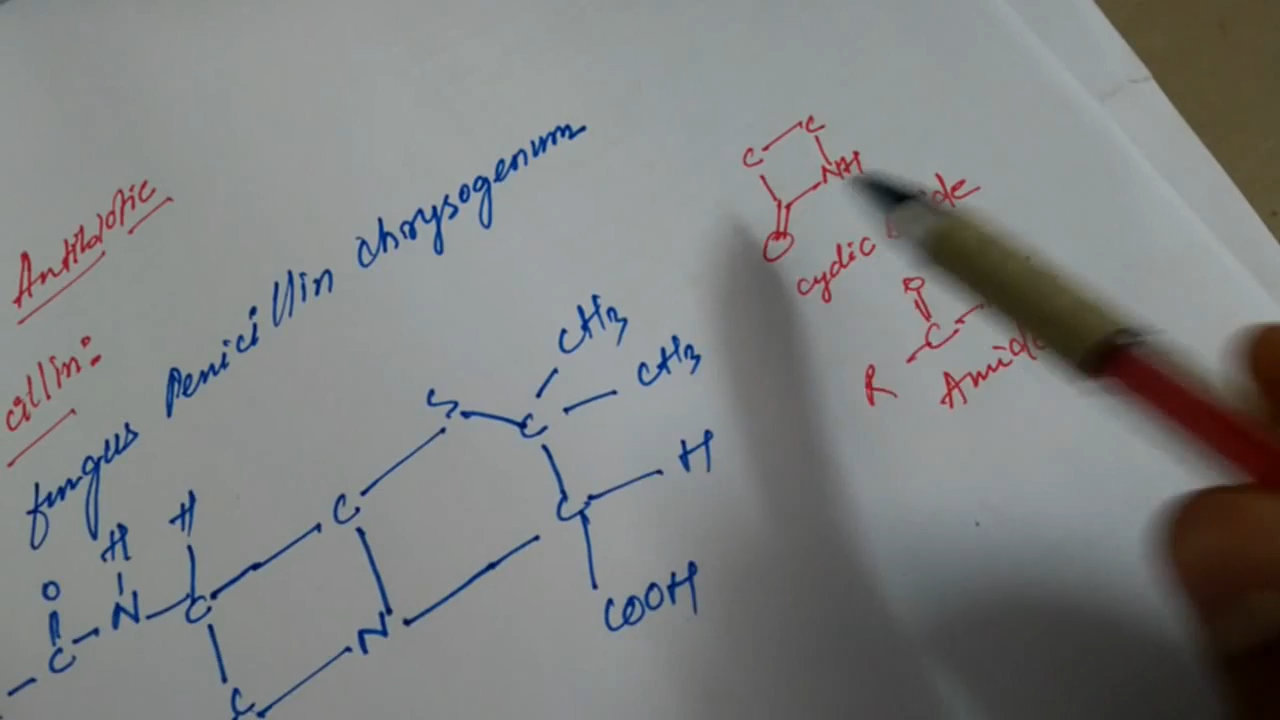 Antibiotic
cillin:
fungus Penicillin chrysogenum
C C
NH
O
cyclic
O
R C
Amide
CH3
CH3
S
C
H
C
C
COOH
H
H
O
C N C
N
C